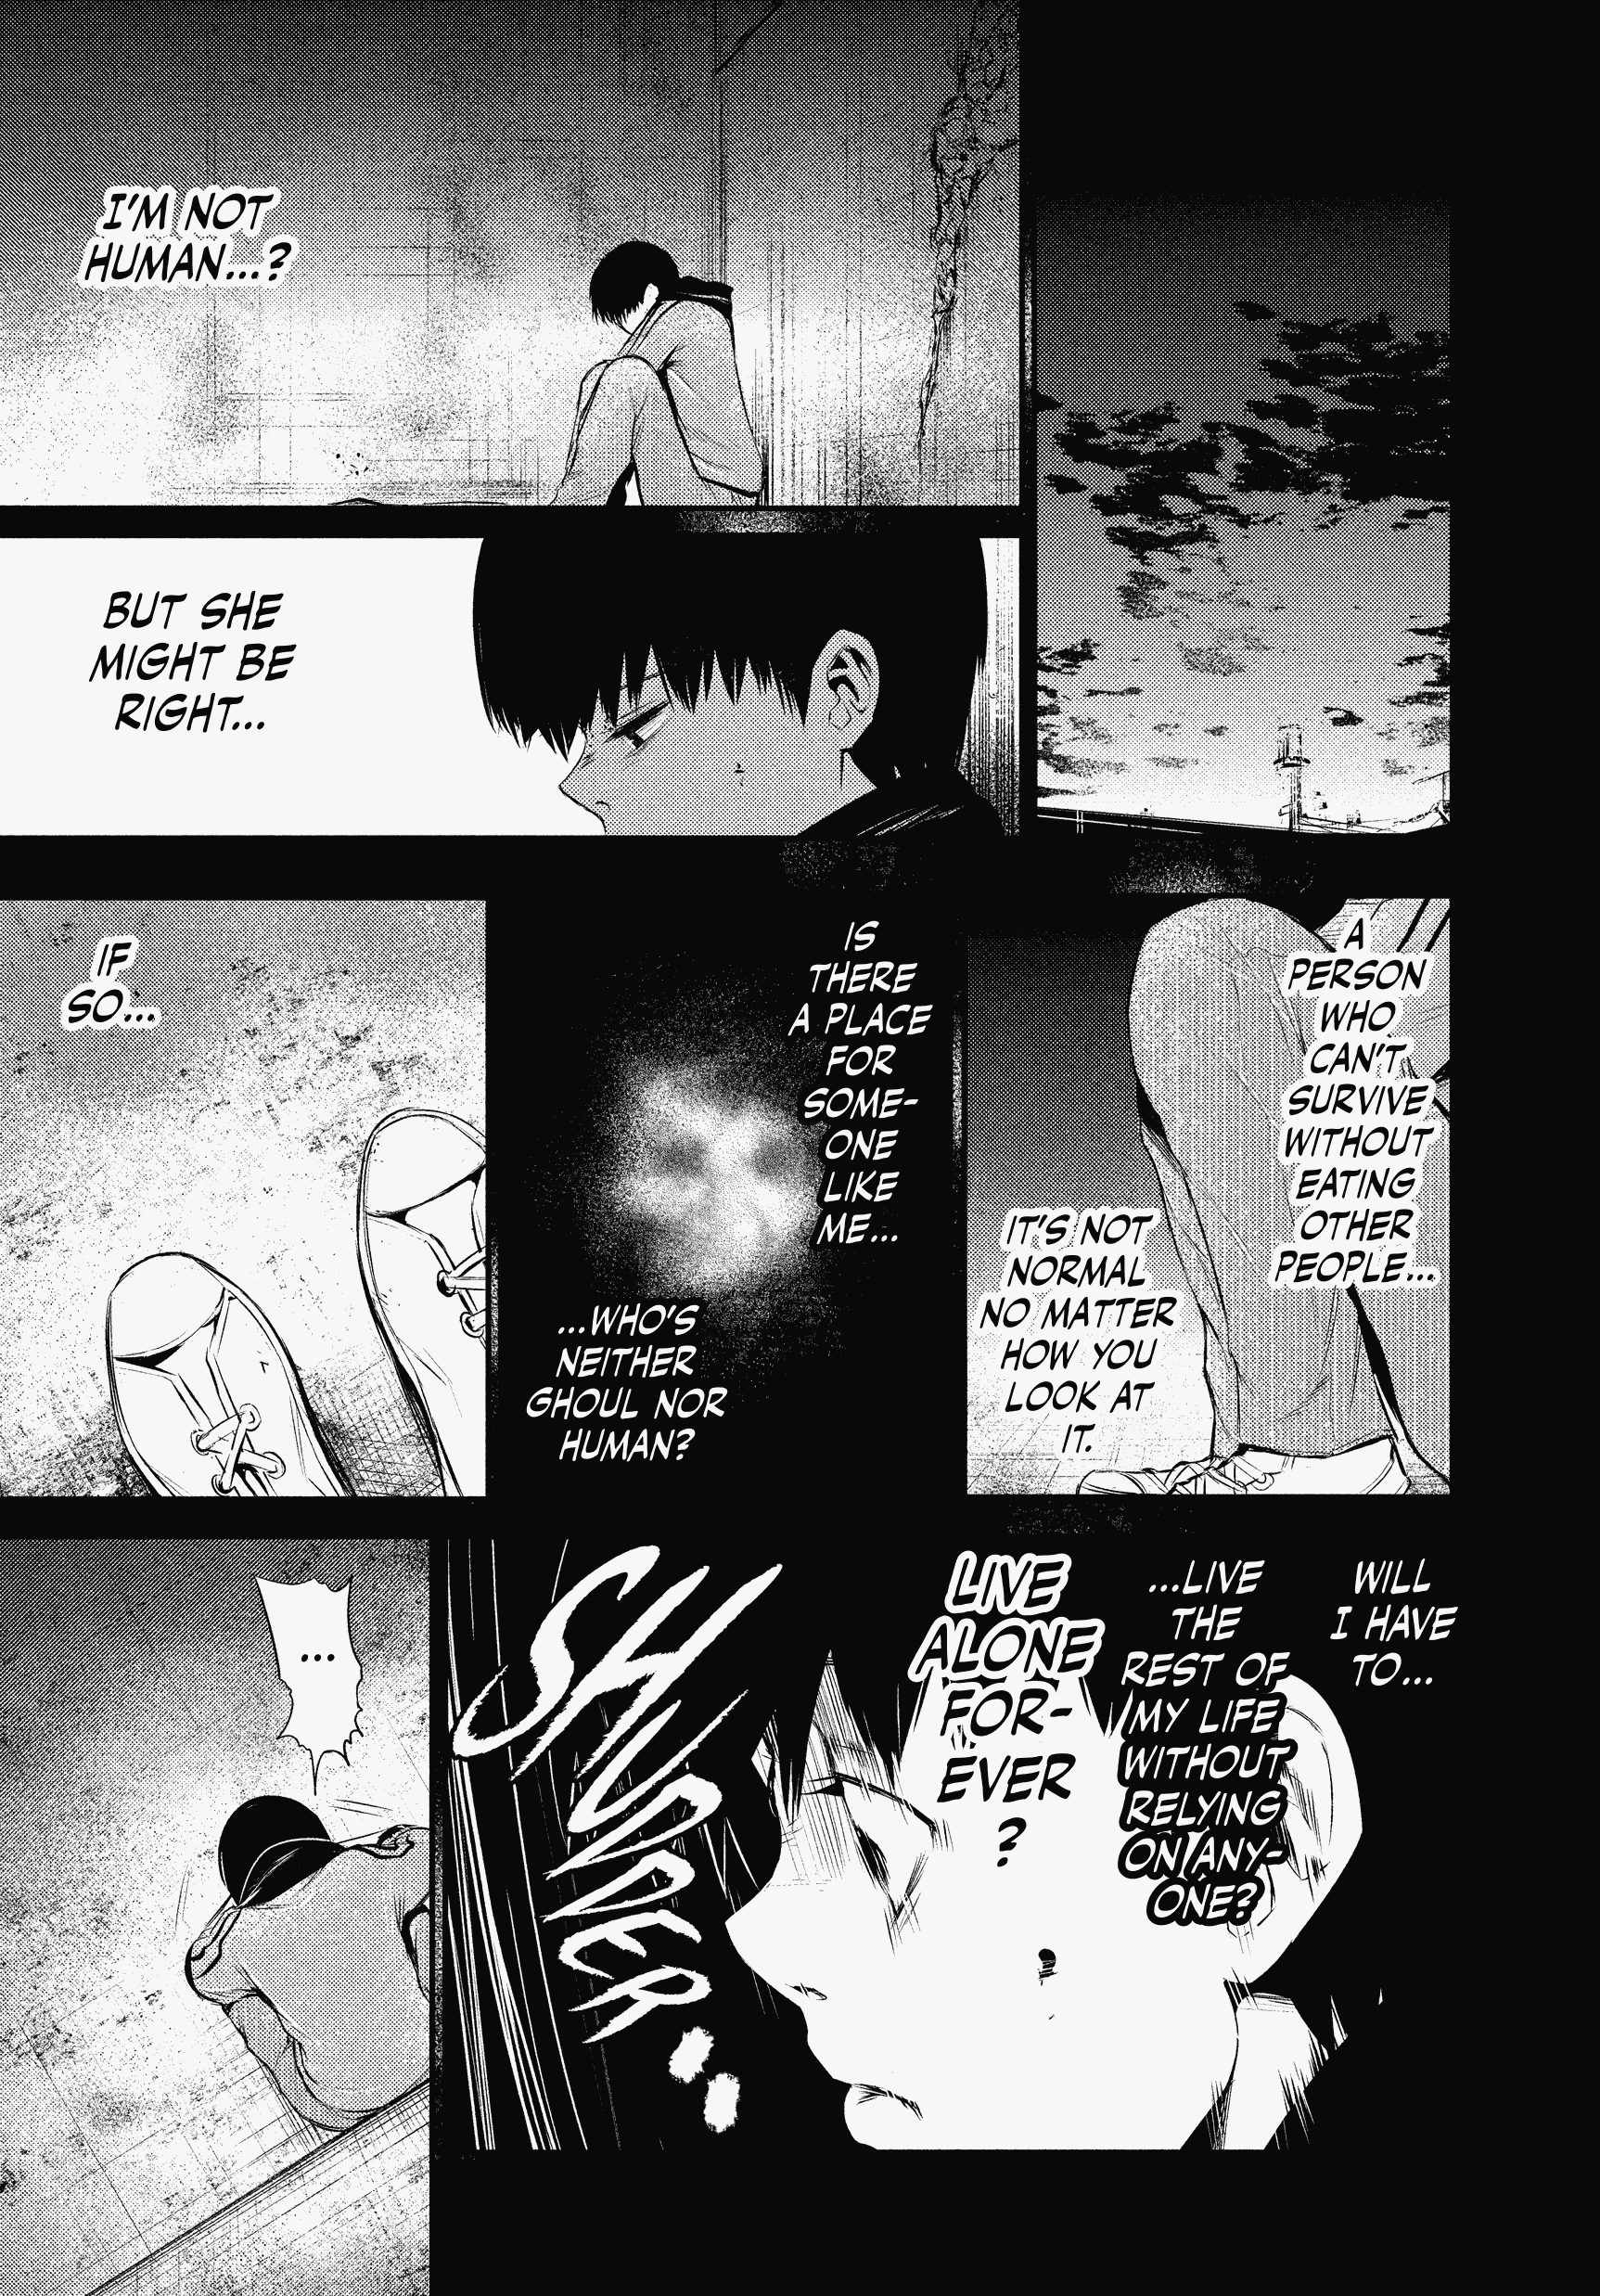 I'M NOT
HUMAN...?
BUT SHE
MIGHT BE
RIGHT...
A
PERSON
WHO
CAN'T
SURVIVE
WITHOUT
EATING
OTHER
PEOPLE...
IT'S NOT
NORMAL
NO MATTER
HOW YOU
LOOK AT
IT.
IS
THERE
A PLACE
FOR
SOME-
ONE
LIKE
ME...
...WHO'S
NEITHER
GHOUL NOR
HUMAN?
IF
SO...
WILL
I HAVE
TO...
...LIVE
THE
REST OF
MY LIFE
WITHOUT
RELYING
ON ANY-
ONE?
LIVE
ALONE
FOR-
EVER
?
SHUDDER
...